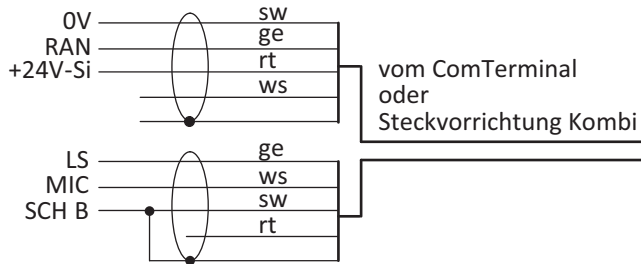 0V sw
RAN ge
+24V-Si rt
ws
vom ComTerminal
oder
Steckvorrichtung Kombi
LS ge
MIC ws
SCH B sw
rt